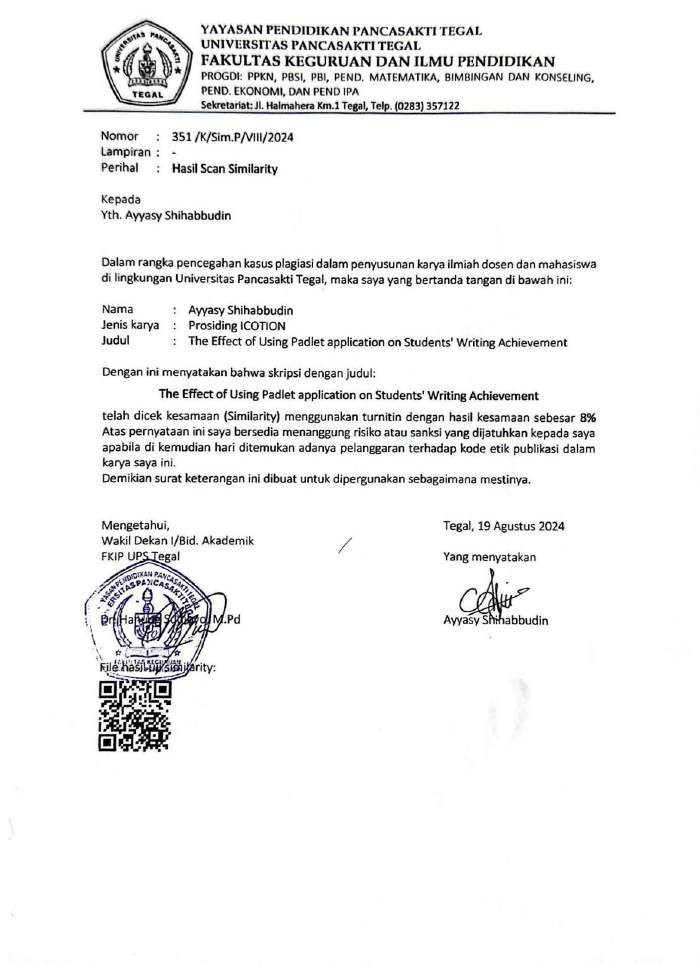 YAYASAN PENDIDIKAN PANCASAKTI TEGAL
UNIVERSITAS PANCASAKTI TEGAL
FAKULTAS KEGURUAN DAN ILMU PENDIDIKAN
PROGDI: PPKN, PBSI, PBI, PEND. MATEMATIKA, BIMBINGAN DAN KONSELING,
PEND. EKONOMI, DAN PEND IPA
Sekretariat: Jl. Halmahera Km.1 Tegal, Telp. (0283) 357122
UNIVERSITAS PANCASAKTI
TEGAL
Nomor : 351 /K/Sim.P/VIII/2024
Lampiran : -
Perihal : Hasil Scan Similarity
Kepada
Yth. Ayyasy Shihabbudin
Dalam rangka pencegahan kasus plagiasi dalam penyusunan karya ilmiah dosen dan mahasiswa
di lingkungan Universitas Pancasakti Tegal, maka saya yang bertanda tangan di bawah ini:
Nama : Ayyasy Shihabbudin
Jenis karya : Prosiding ICOTION
Judul : The Effect of Using Padlet application on Students' Writing Achievement
Dengan ini menyatakan bahwa skripsi dengan judul:
The Effect of Using Padlet application on Students' Writing Achievement
telah dicek kesamaan (Similarity) menggunakan turnitin dengan hasil kesamaan sebesar 8%
Atas pernyataan ini saya bersedia menanggung risiko atau sanksi yang dijatuhkan kepada saya
apabila di kemudian hari ditemukan adanya pelanggaran terhadap kode etik publikasi dalam
karya saya ini.
Demikian surat keterangan ini dibuat untuk dipergunakan sebagaimana mestinya.
Mengetahui,
Wakil Dekan I/Bid. Akademik
FKIP UPS Tegal
Tegal, 19 Agustus 2024
Yang menyatakan
YAYASAN PENDIDIKAN PANCASAKTI TEGAL
M.Pd
Ayyasy Shihabbudin
File hasil uji similarity: